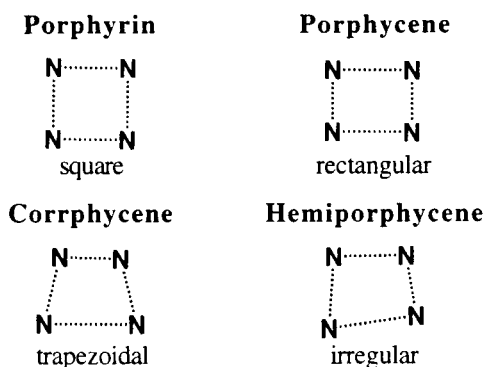 Porphyrin Porphycene
N N N N
N N N N
square rectangular
Corrphycene Hemiporphycene
N N N N
N N N N
trapezoidal irregular